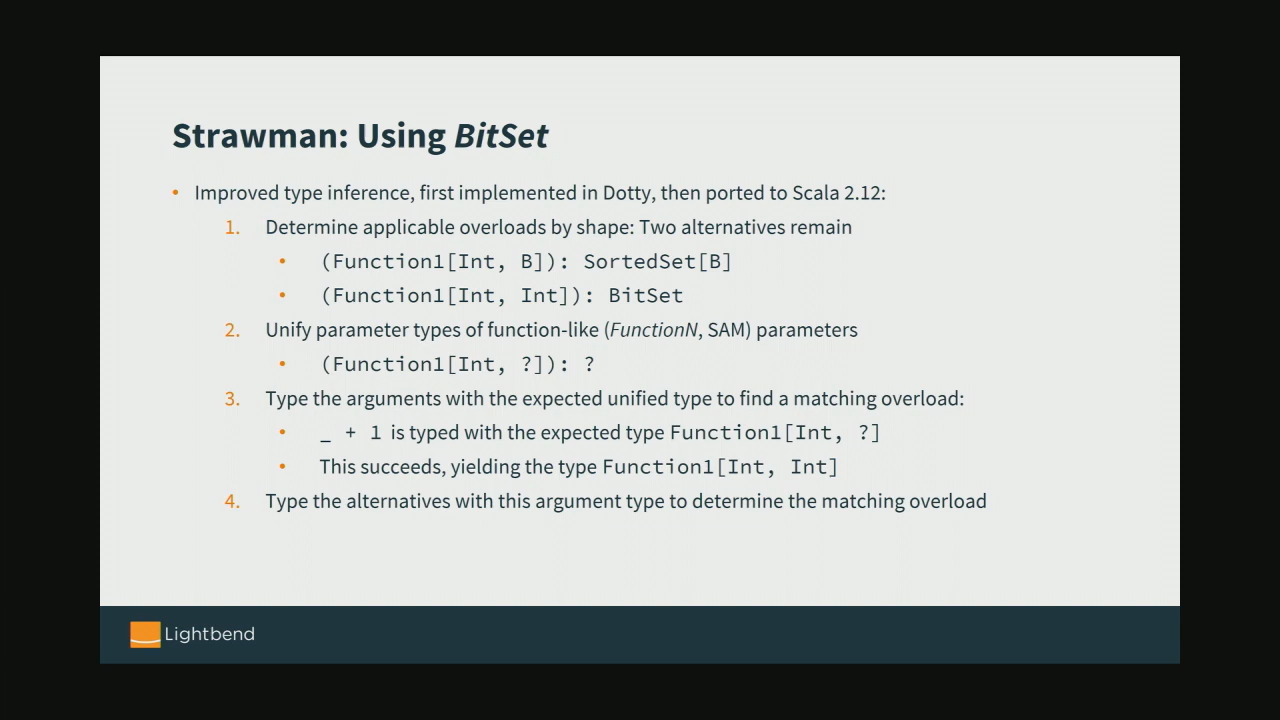 Strawman: Using BitSet
• Improved type inference, first implemented in Dotty, then ported to Scala 2.12:
1. Determine applicable overloads by shape: Two alternatives remain
• (Function1[Int, B]): SortedSet[B]
• (Function1[Int, Int]): BitSet
2. Unify parameter types of function-like (FunctionN, SAM) parameters
• (Function1[Int, ?]): ?
3. Type the arguments with the expected unified type to find a matching overload:
• _ + 1 is typed with the expected type Function1[Int, ?]
• This succeeds, yielding the type Function1[Int, Int]
4. Type the alternatives with this argument type to determine the matching overload
Lightbend